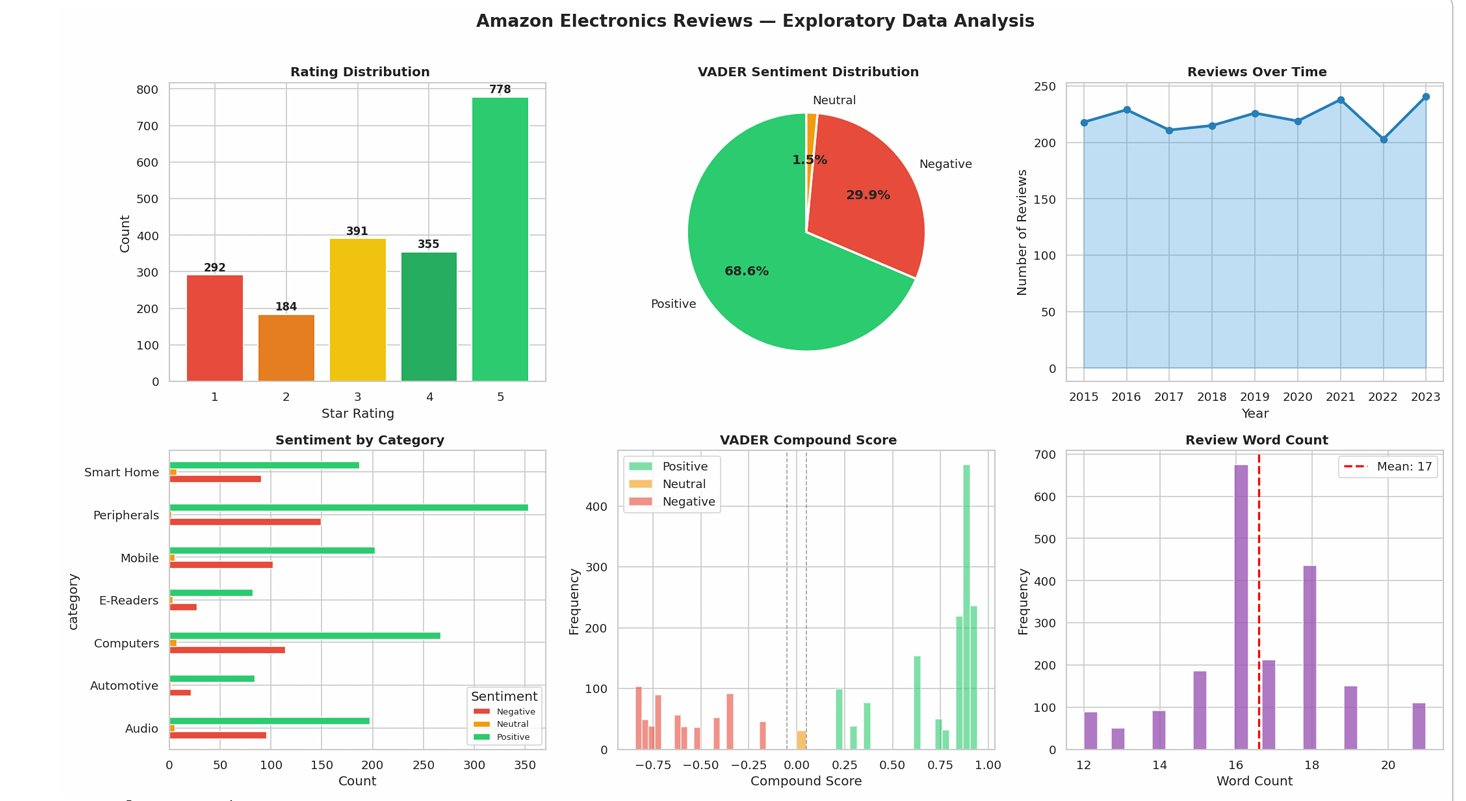 Amazon Electronics Reviews — Exploratory Data Analysis
Rating Distribution
800
700
600
500
400
300
200
100
0
Count
292
184
391
355
778
1
2
3
4
5
Star Rating
VADER Sentiment Distribution
Neutral
1.5%
Negative
29.9%
68.6%
Positive
Reviews Over Time
250
200
150
100
50
0
Number of Reviews
2015
2016
2017
2018
2019
2020
2021
2022
2023
Year
Sentiment by Category
Smart Home
Peripherals
Mobile
E-Readers
Computers
Automotive
Audio
category
Sentiment
Negative
Neutral
Positive
0
50
100
150
200
250
300
350
Count
VADER Compound Score
Positive
Neutral
Negative
400
300
200
100
0
Frequency
−0.75
−0.50
−0.25
0.00
0.25
0.50
0.75
1.00
Compound Score
Review Word Count
Mean: 17
700
600
500
400
300
200
100
0
Frequency
12
14
16
18
20
Word Count